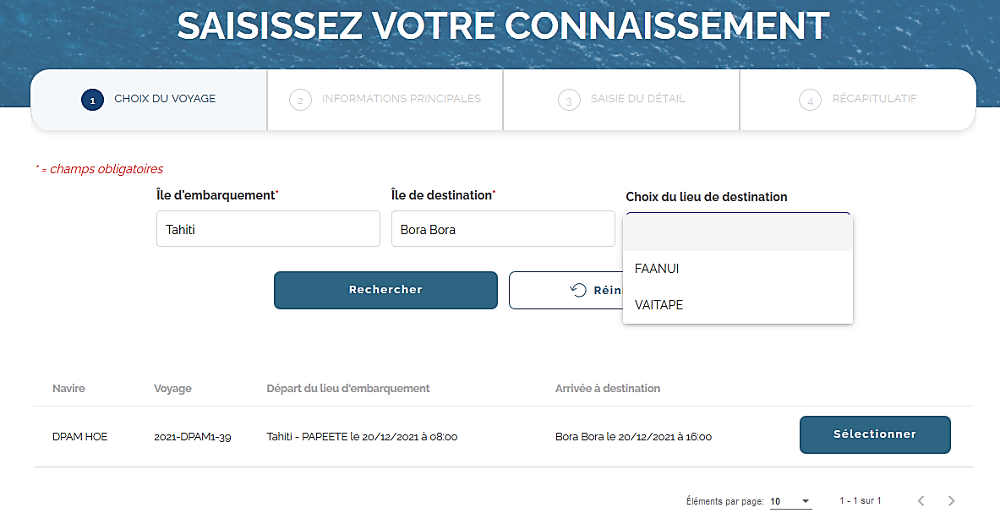 SAISISSEZ VOTRE CONNAISSEMENT
1 CHOIX DU VOYAGE
2 INFORMATIONS PRINCIPALES
3 SAISIE DU DÉTAIL
4 RÉCAPITULATIF
* = champs obligatoires
Île d'embarquement*
Île de destination*
Choix du lieu de destination
Tahiti
Bora Bora
FAANUI
VAITAPE
Rechercher
Réini
Navire Voyage Départ du lieu d'embarquement Arrivée à destination
DPAM HOE 2021-DPAM1-39 Tahiti - PAPEETE le 20/12/2021 à 08:00 Bora Bora le 20/12/2021 à 16:00 Sélectionner
Éléments par page: 10 1 - 1 sur 1